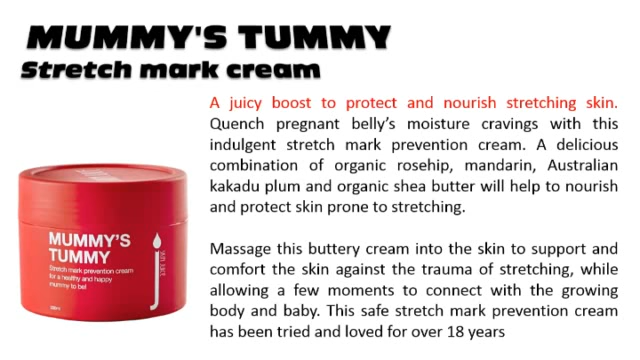 MUMMY'S TUMMY
Stretch mark cream
A juicy boost to protect and nourish stretching skin.
Quench pregnant belly's moisture cravings with this
indulgent stretch mark prevention cream. A delicious
combination of organic rosehip, mandarin, Australian
kakadu plum and organic shea butter will help to nourish
and protect skin prone to stretching.
Massage this buttery cream into the skin to support and
comfort the skin against the trauma of stretching, while
allowing a few moments to connect with the growing
body and baby. This safe stretch mark prevention cream
has been tried and loved for over 18 years
MUMMY'S
TUMMY
Stretch mark prevention cream
for a healthy and happy
mummy to be!
skin juice